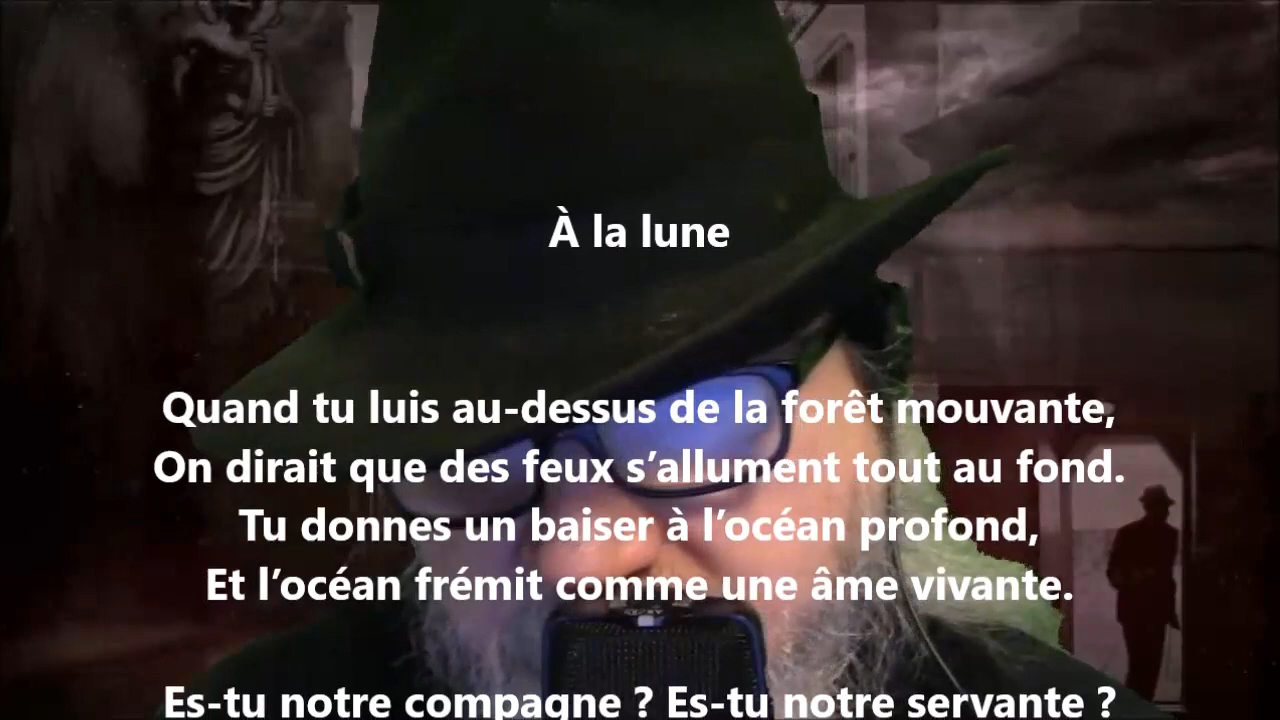 À la lune
Quand tu luis au-dessus de la forêt mouvante,
On dirait que des feux s’allument tout au fond.
Tu donnes un baiser à l’océan profond,
Et l’océan frémit comme une âme vivante.
Es-tu notre compagne ? Es-tu notre servante ?